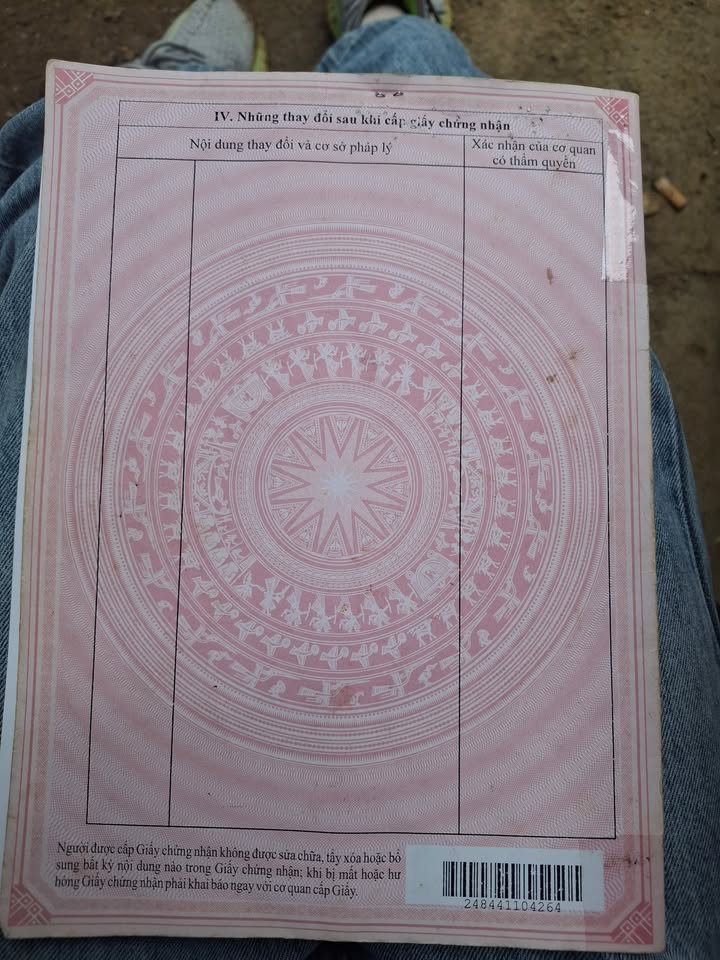 IV. Những thay đổi sau khi cấp giấy chứng nhận
Nội dung thay đổi và cơ sở pháp lý
Xác nhận của cơ quan
có thẩm quyền
Người được cấp Giấy chứng nhận không được sửa chữa, tẩy xóa hoặc bổ
sung bất kỳ nội dung nào trong Giấy chứng nhận; khi bị mất hoặc hư
hỏng Giấy chứng nhận phải khai báo ngay với cơ quan cấp Giấy.
248441104264